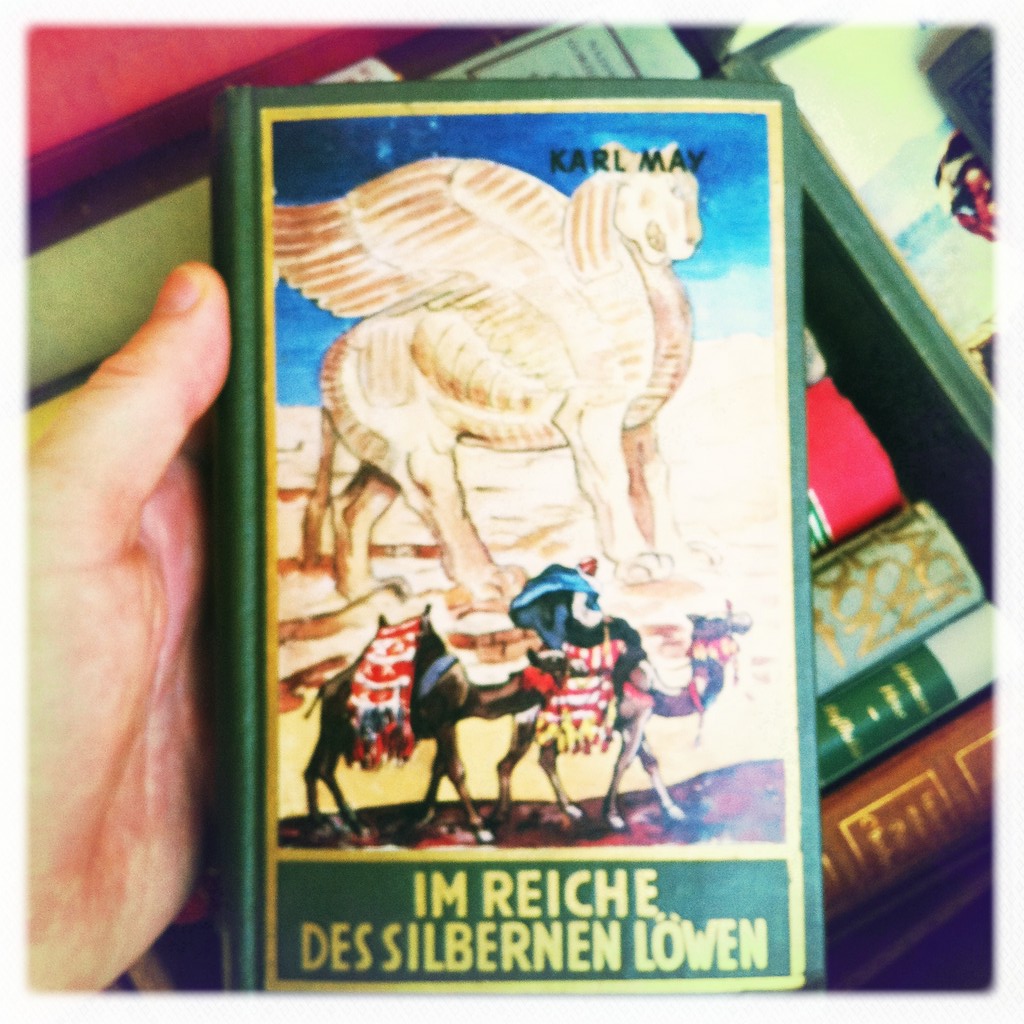 KARL MAY
IM REICHE
DES SILBERNEN LÖWEN